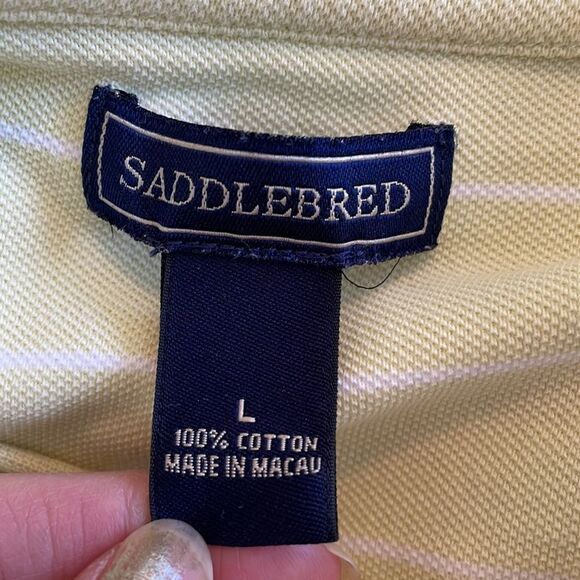 SADDLEBRED
L
100% COTTON
MADE IN MACAU